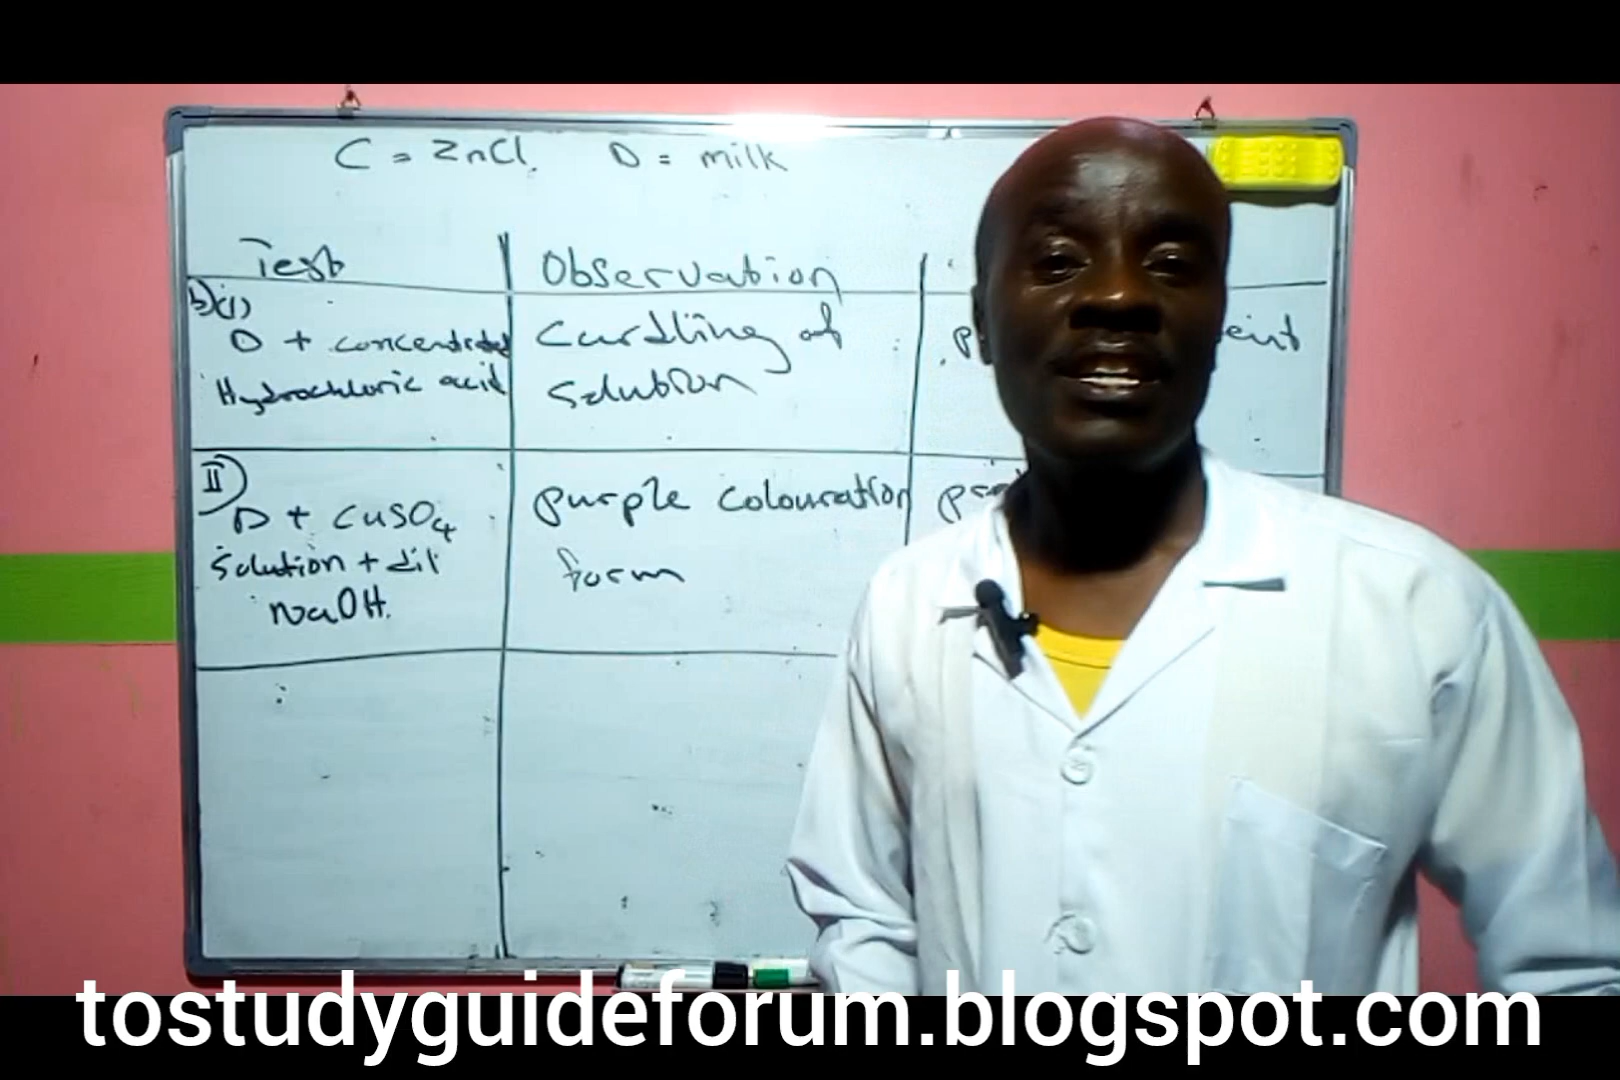 C = ZnCl. D = milk
Test
Observation
b)(i)
D + concentrated
Hydrochloric acid
Curdling of
solution
II)
D + CuSO4
Solution + dil
NaOH.
purple colouration
form
tostudyguideforum.blogspot.com